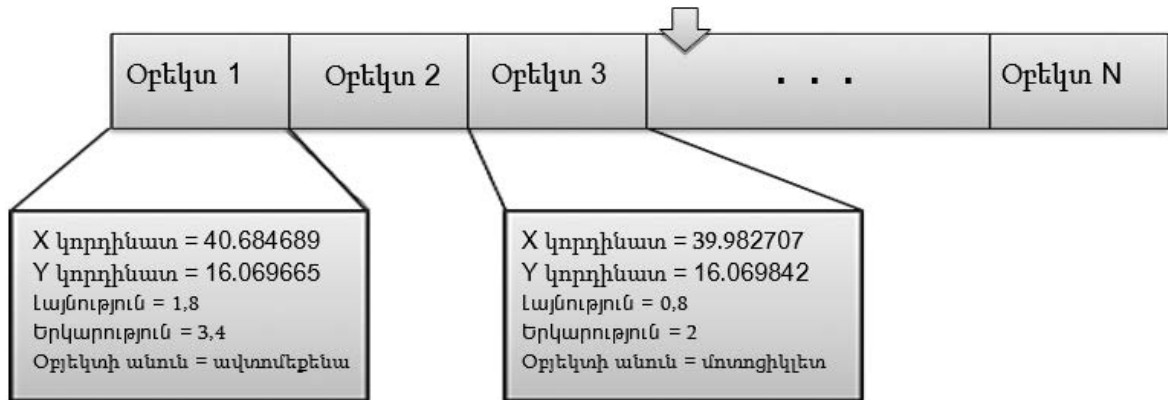 Օբեկտ 1
Օբեկտ 2
Օբեկտ 3
. . .
Օբեկտ N
X կորդինատ = 40.684689
Y կորդինատ = 16.069665
Լայնություն = 1,8
Երկարություն = 3,4
Օբյեկտի անուն = ավտոմեքենա
X կորդինատ = 39.982707
Y կորդինատ = 16.069842
Լայնություն = 0,8
Երկարություն = 2
Օբյեկտի անուն = մոտոցիկլետ